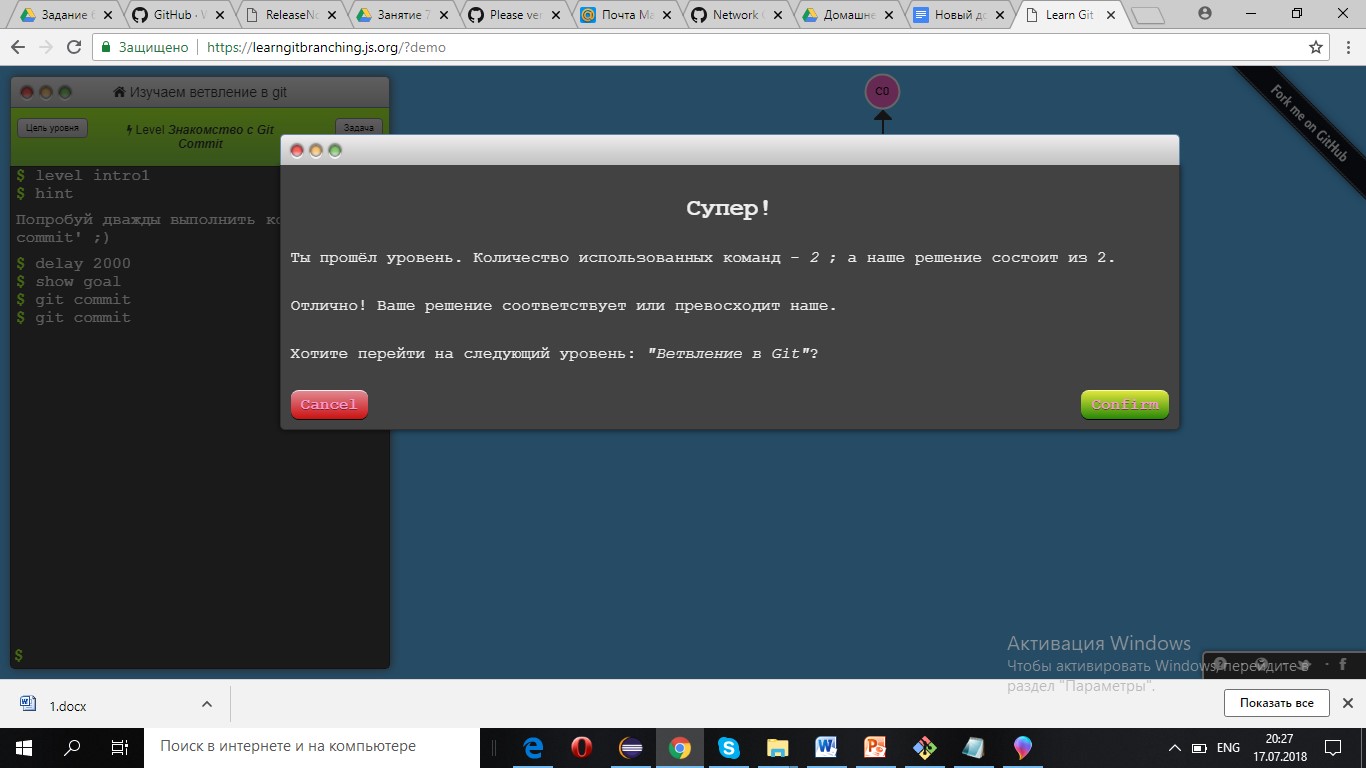 Задание 6
GitHub · W
ReleaseNo
Занятие 7
Please ver
Почта Ma
Network G
Домашне
Новый до
Learn Git
Защищено
https://learngitbranching.js.org/?demo
Изучаем ветвление в git
Цель уровня
Level Знакомство с Git
Commit
Задача
$ level intro1
$ hint
Попробуй дважды выполнить ко
commit' ;)
$ delay 2000
$ show goal
$ git commit
$ git commit
$
C0
Fork me on GitHub
Супер!
Ты прошёл уровень. Количество использованных команд - 2 ; а наше решение состоит из 2.
Отлично! Ваше решение соответствует или превосходит наше.
Хотите перейти на следующий уровень: "Ветвление в Git"?
Cancel
Confirm
Активация Windows
Чтобы активировать Windows, перейдите в
раздел "Параметры".
1.docx
Показать все
Поиск в интернете и на компьютере
ENG
20:27
17.07.2018